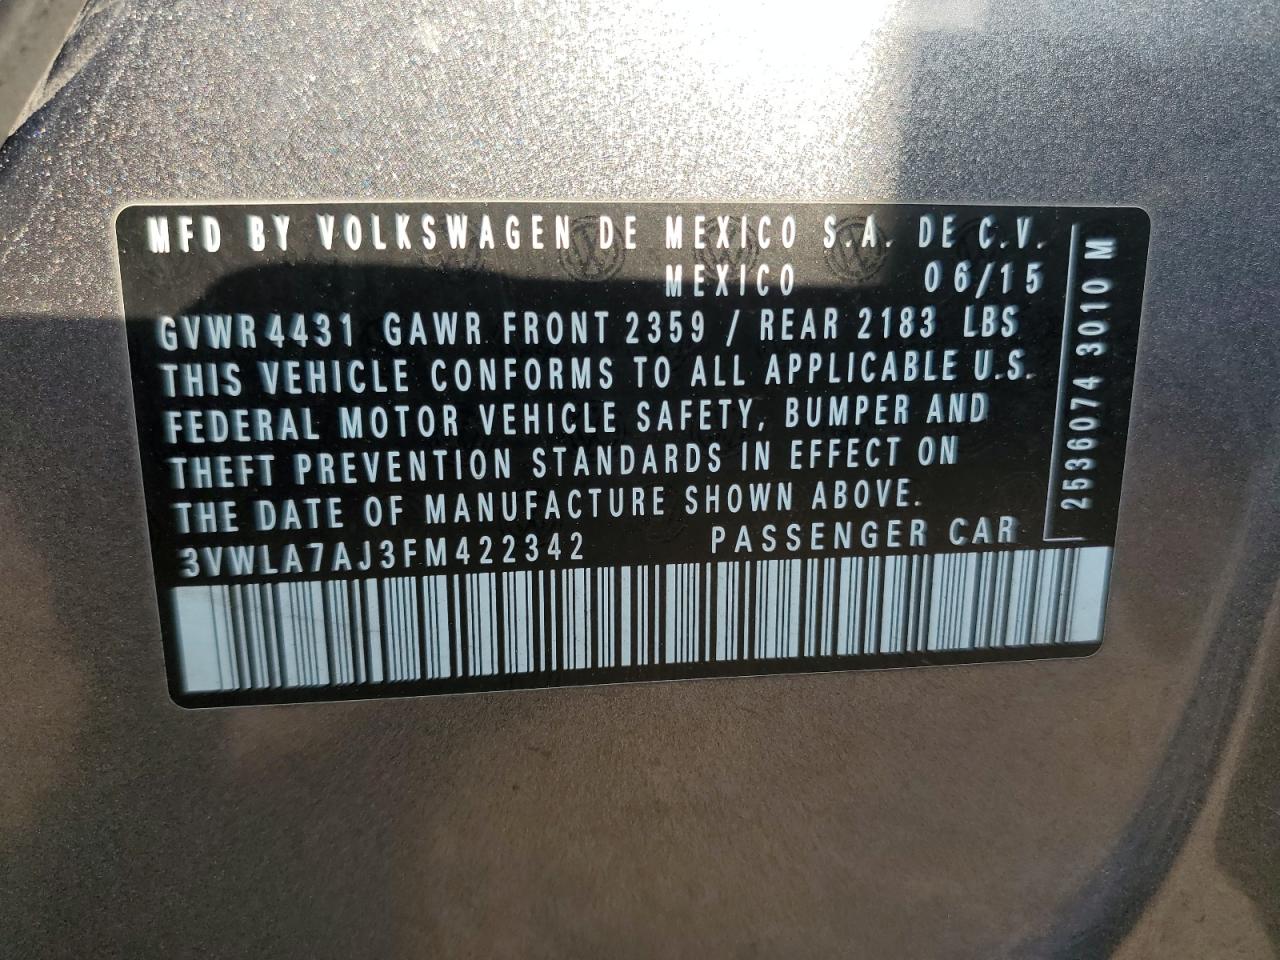 MFD BY VOLKSWAGEN DE MEXICO S.A. DE C.V.
MEXICO 06/15
GVWR 4431 GAWR FRONT 2359 / REAR 2183 LBS
THIS VEHICLE CONFORMS TO ALL APPLICABLE U.S.
FEDERAL MOTOR VEHICLE SAFETY, BUMPER AND
THEFT PREVENTION STANDARDS IN EFFECT ON
THE DATE OF MANUFACTURE SHOWN ABOVE.
3VWLA7AJ3FM422342 PASSENGER CAR
2536074 3010 M